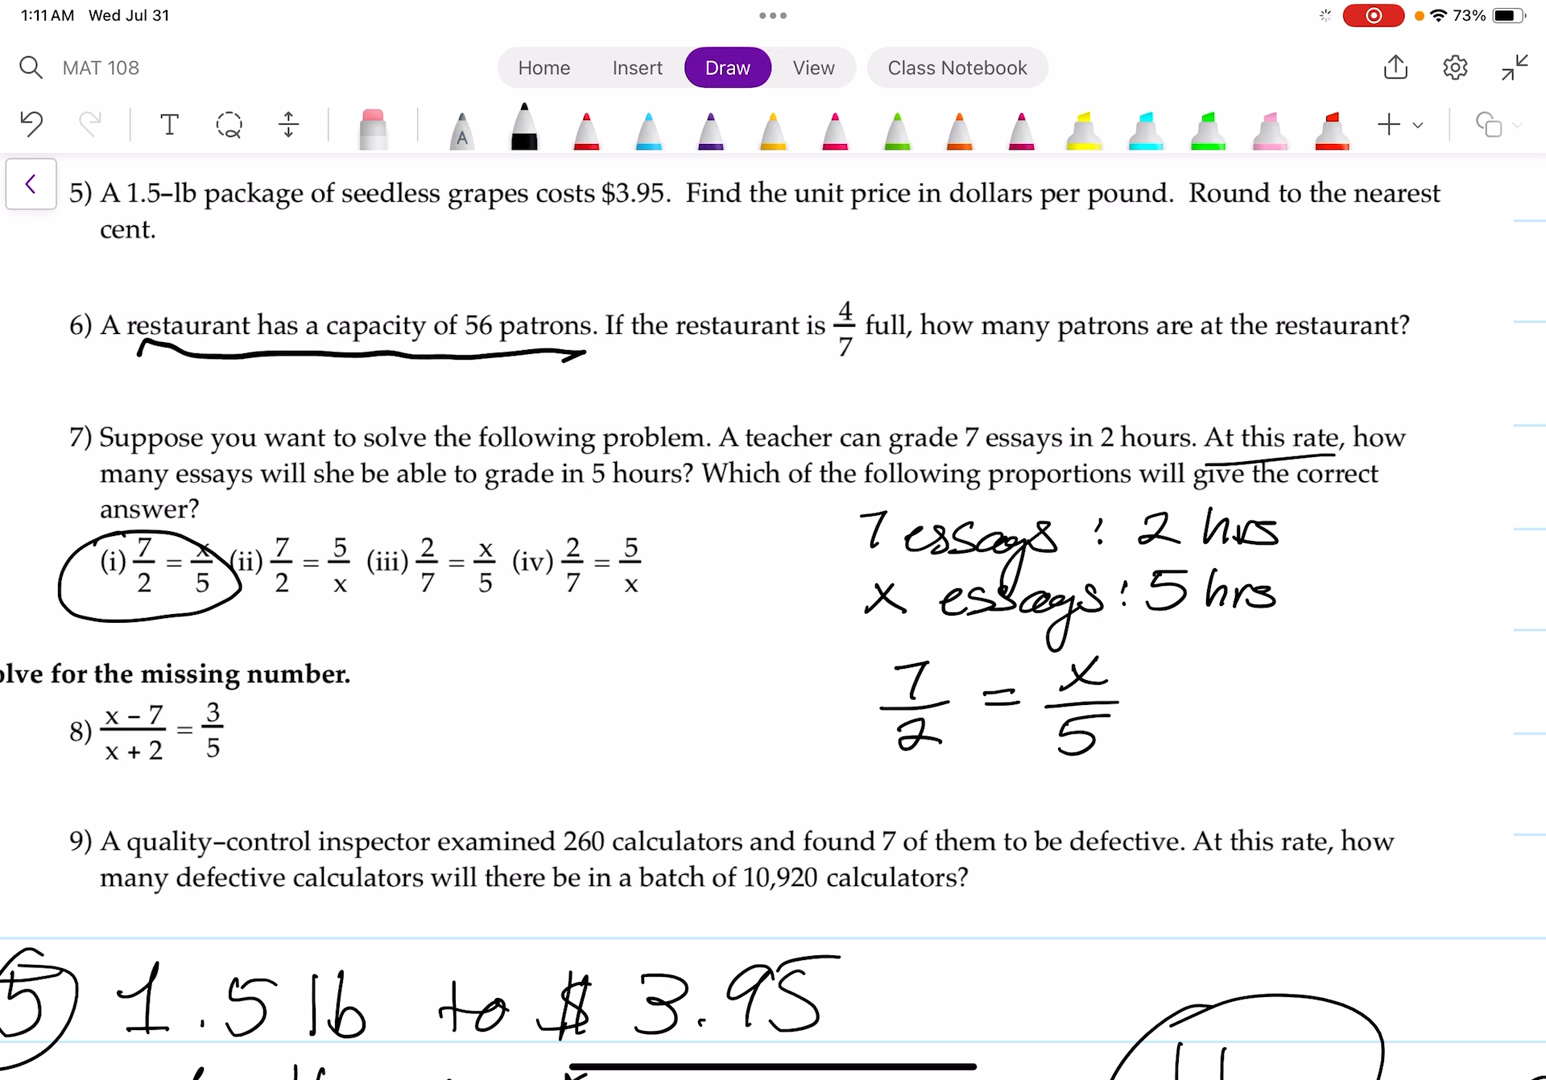 1:11 AM Wed Jul 31
73%
MAT 108
Home Insert Draw View Class Notebook
T A
5) A 1.5-lb package of seedless grapes costs $3.95. Find the unit price in dollars per pound. Round to the nearest
cent.
6) A restaurant has a capacity of 56 patrons. If the restaurant is 4/7 full, how many patrons are at the restaurant?
7) Suppose you want to solve the following problem. A teacher can grade 7 essays in 2 hours. At this rate, how
many essays will she be able to grade in 5 hours? Which of the following proportions will give the correct
answer?
(i) 7/2 = x/5 (ii) 7/2 = 5/x (iii) 2/7 = x/5 (iv) 2/7 = 5/x
7 essays : 2 hrs
x essays : 5 hrs
7/2 = x/5
olve for the missing number.
8) x - 7/x + 2 = 3/5
9) A quality-control inspector examined 260 calculators and found 7 of them to be defective. At this rate, how
many defective calculators will there be in a batch of 10,920 calculators?
5 1.5 lb to $ 3.95